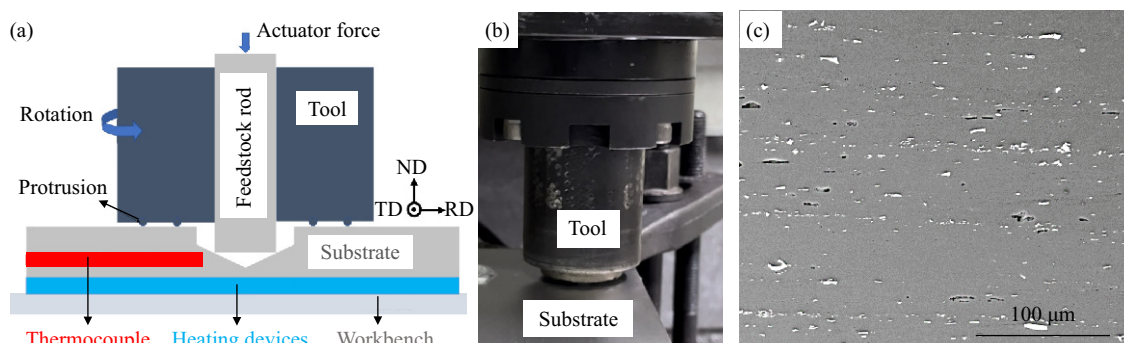 (a)
Actuator force
Feedstock rod
Tool
Rotation
Protrusion
ND
TD
RD
Substrate
Thermocouple
Heating devices
Workbench
(b)
Tool
Substrate
(c)
100 μm